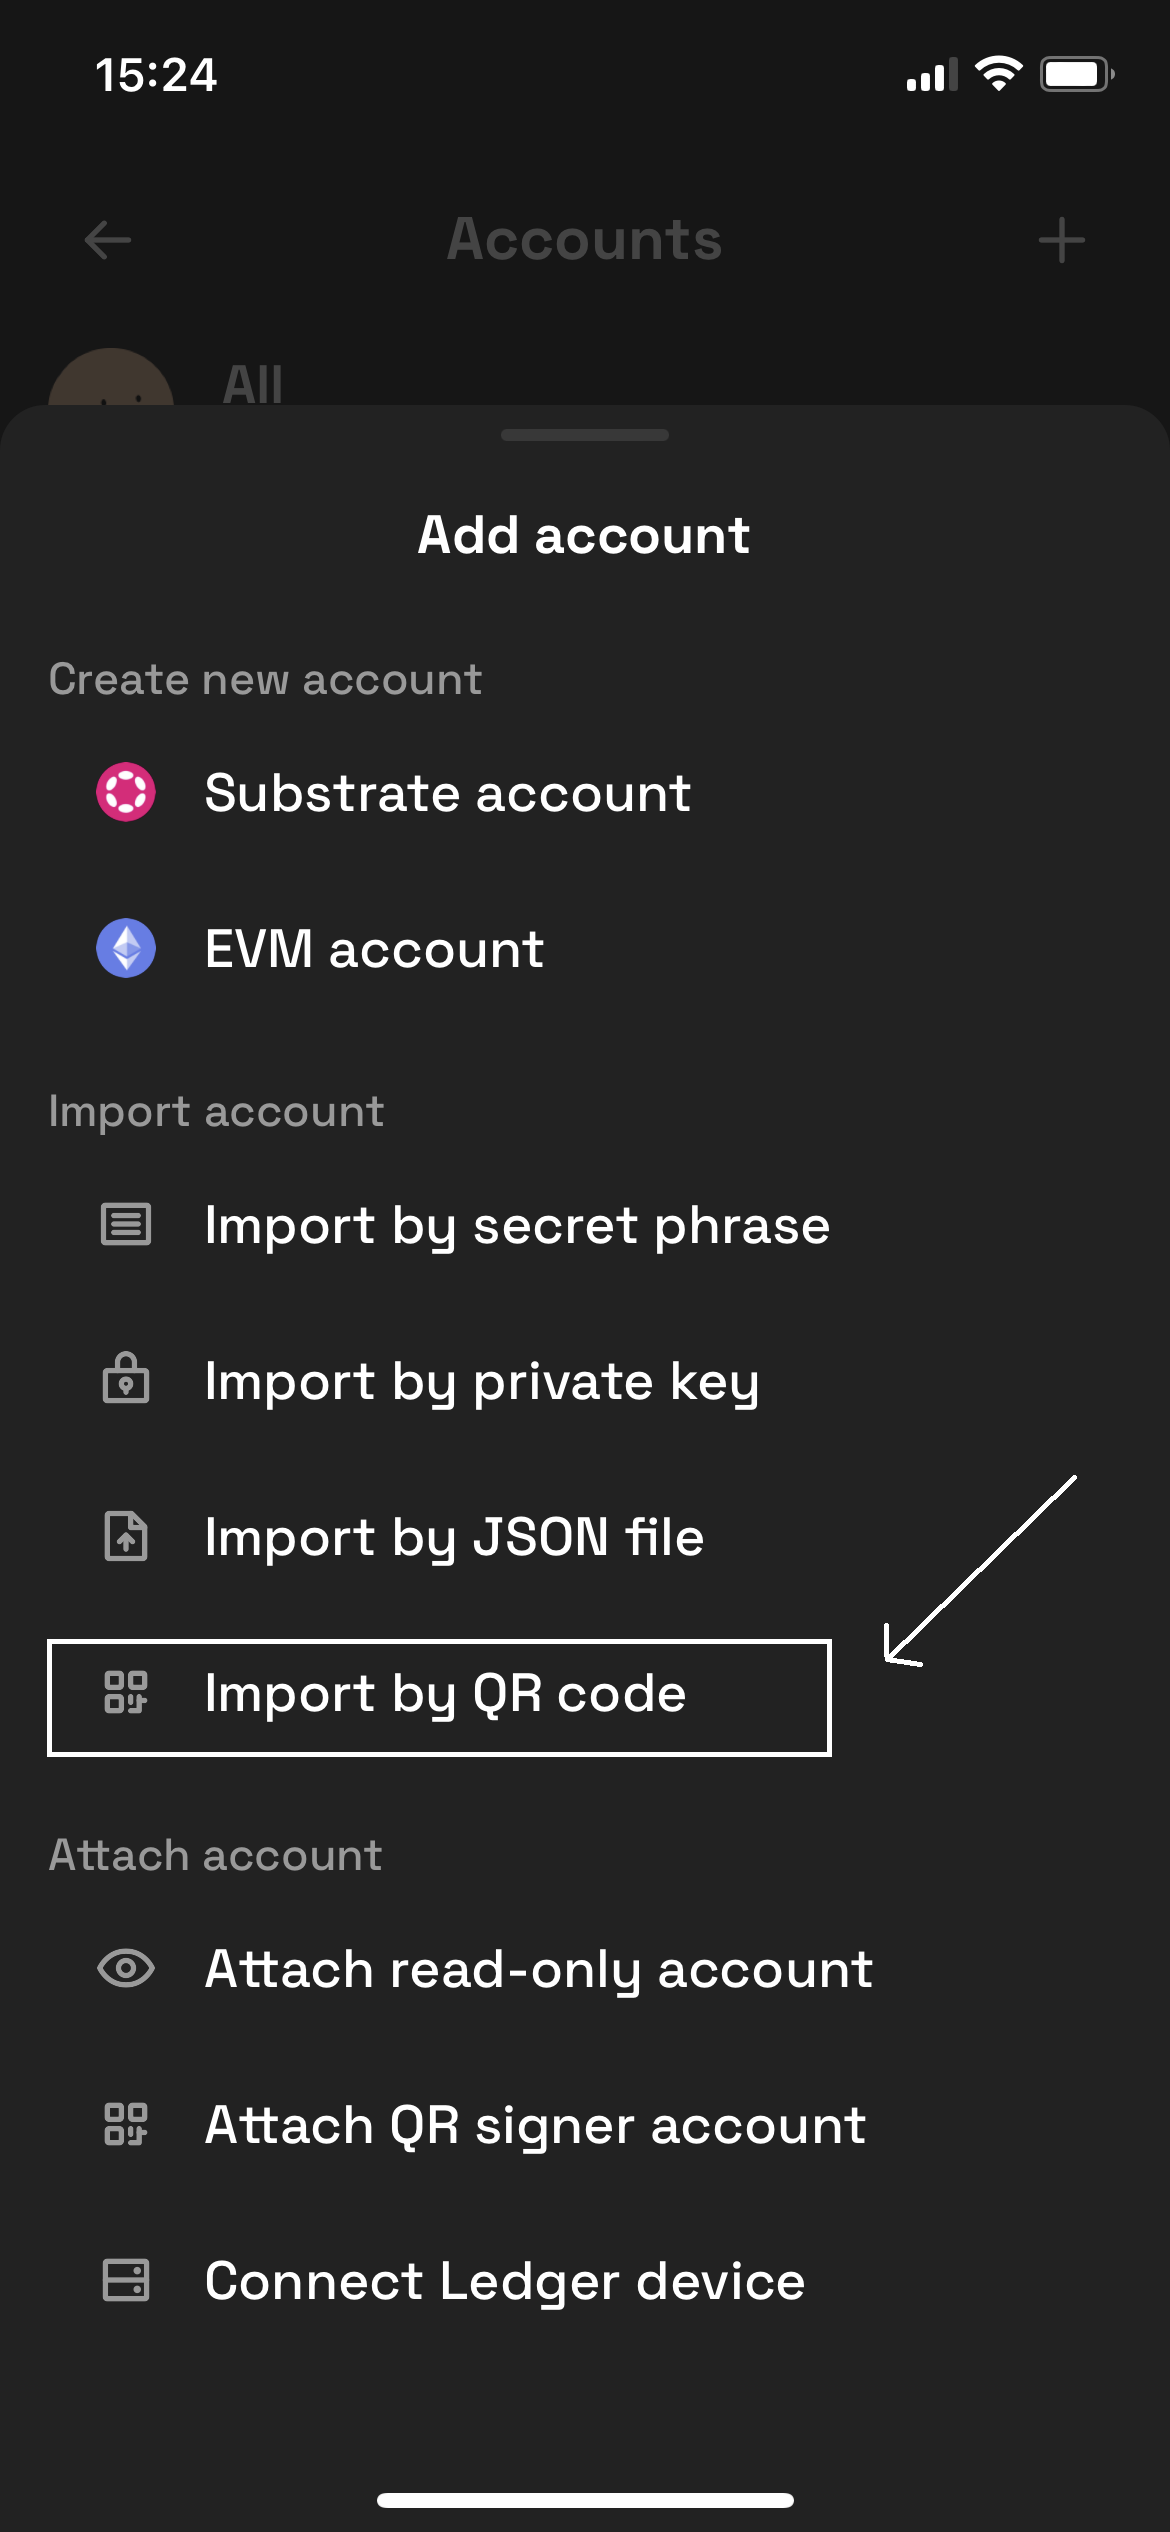 15:24
Accounts
All
Add account
Create new account
Substrate account
EVM account
Import account
Import by secret phrase
Import by private key
Import by JSON file
Import by QR code
Attach account
Attach read-only account
Attach QR signer account
Connect Ledger device